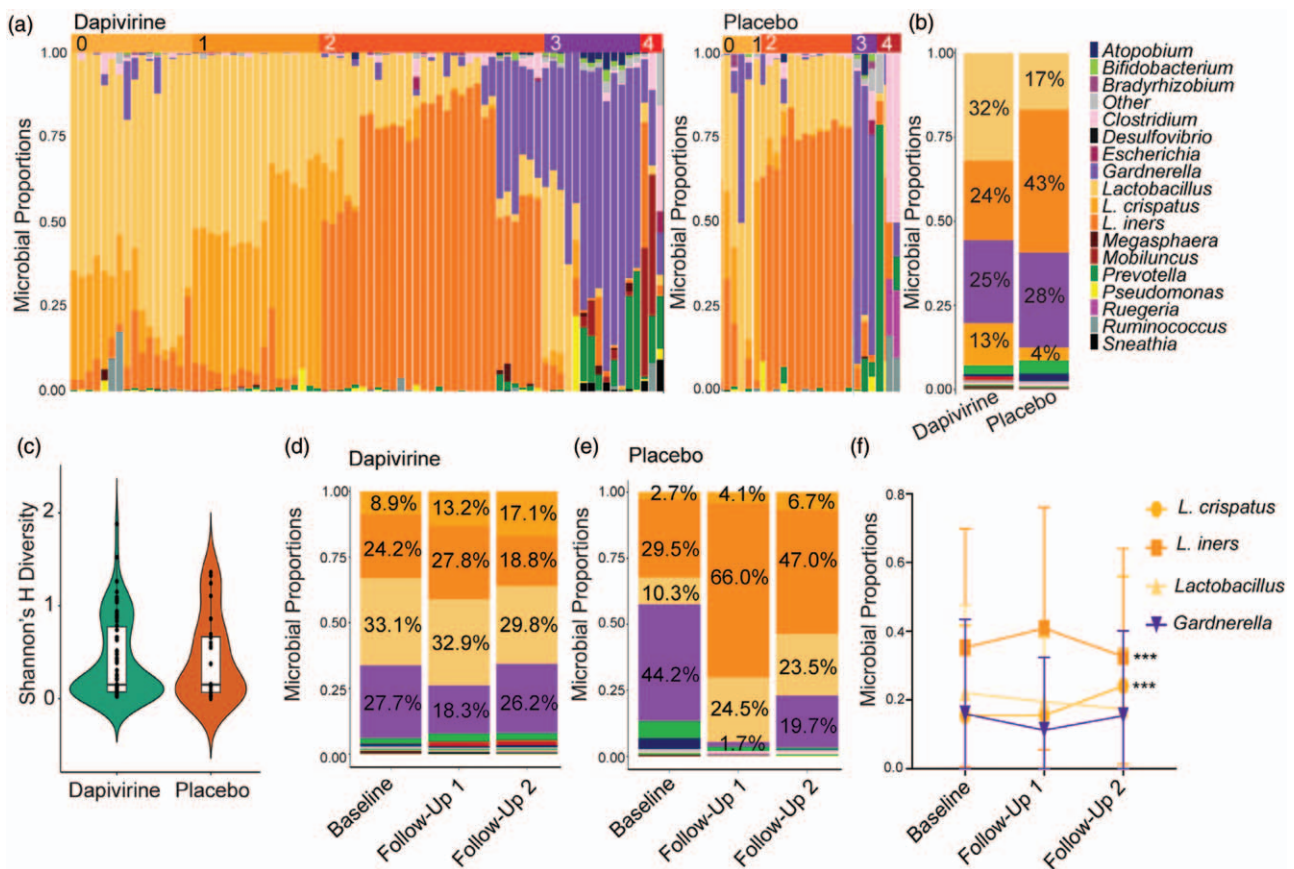 (a)
Dapivirine
0
1
2
3
4
Microbial Proportions
1.00
0.75
0.50
0.25
0.00
Placebo
0
1
2
3
4
Microbial Proportions
1.00
0.75
0.50
0.25
0.00
(b)
1.00
0.75
0.50
0.25
0.00
32%
24%
25%
13%
17%
43%
28%
4%
Dapivirine
Placebo
Atopobium
Bifidobacterium
Bradyrhizobium
Other
Clostridium
Desulfovibrio
Escherichia
Gardnerella
Lactobacillus
L. crispatus
L. iners
Megasphaera
Mobiluncus
Prevotella
Pseudomonas
Ruegeria
Ruminococcus
Sneathia
(c)
Shannon's H Diversity
2
1
0
Dapivirine
Placebo
(d)
Dapivirine
Microbial Proportions
1.00
0.75
0.50
0.25
0.00
8.9%
24.2%
33.1%
27.7%
13.2%
27.8%
32.9%
18.3%
17.1%
18.8%
29.8%
26.2%
Baseline
Follow-Up 1
Follow-Up 2
(e)
Placebo
Microbial Proportions
1.00
0.75
0.50
0.25
0.00
2.7%
29.5%
10.3%
44.2%
4.1%
66.0%
24.5%
1.7%
6.7%
47.0%
23.5%
19.7%
Baseline
Follow-Up 1
Follow-Up 2
(f)
Microbial Proportions
0.8
0.6
0.4
0.2
0.0
***
***
Baseline
Follow-Up 1
Follow-Up 2
L. crispatus
L. iners
Lactobacillus
Gardnerella